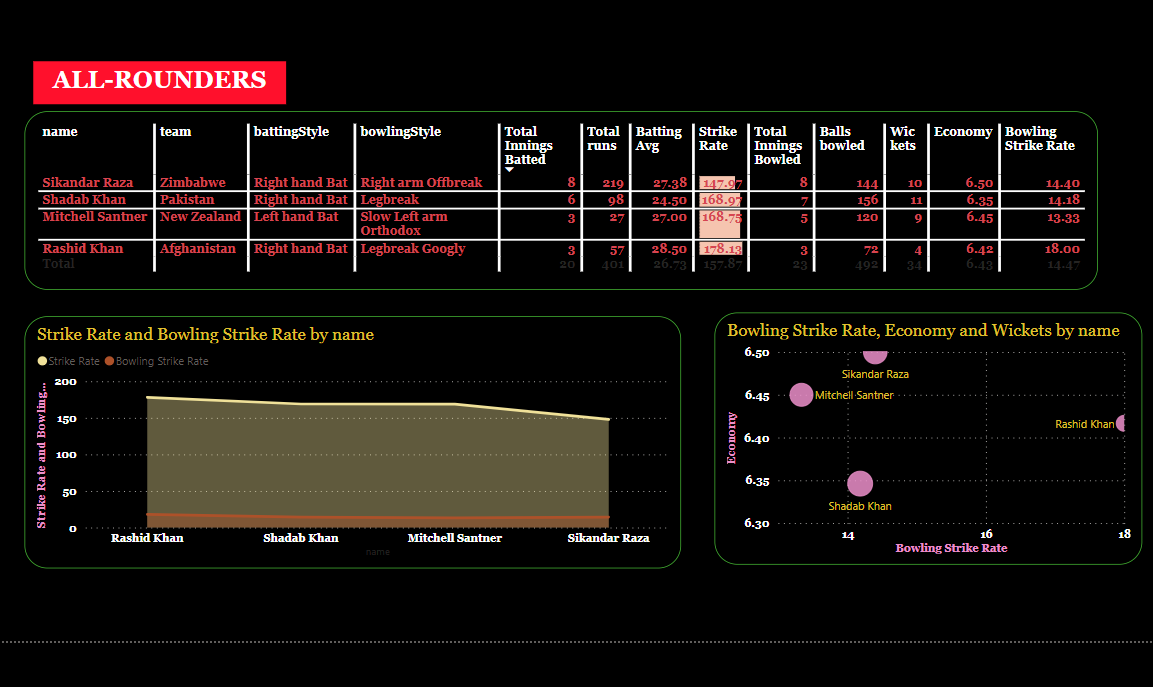 ALL-ROUNDERS
name team battingStyle bowlingStyle Total Innings Batted Total runs Batting Avg Strike Rate Total Innings Bowled Balls bowled Wic kets Economy Bowling Strike Rate
Sikandar Raza Zimbabwe Right hand Bat Right arm Offbreak 8 219 27.38 147.97 8 144 10 6.50 14.40
Shadab Khan Pakistan Right hand Bat Legbreak 6 98 24.50 168.97 7 156 11 6.35 14.18
Mitchell Santner New Zealand Left hand Bat Slow Left arm Orthodox 3 27 27.00 168.75 5 120 9 6.45 13.33
Rashid Khan Afghanistan Right hand Bat Legbreak Googly 3 57 28.50 178.13 3 72 4 6.42 18.00
Total 20 401 26.73 157.87 23 492 34 6.43 14.47
Strike Rate and Bowling Strike Rate by name
Strike Rate Bowling Strike Rate
Strike Rate and Bowling...
200
150
100
50
0
Rashid Khan Shadab Khan Mitchell Santner Sikandar Raza
name
Bowling Strike Rate, Economy and Wickets by name
Economy
6.50
6.45
6.40
6.35
6.30
Sikandar Raza
Mitchell Santner
Rashid Khan
Shadab Khan
14 16 18
Bowling Strike Rate